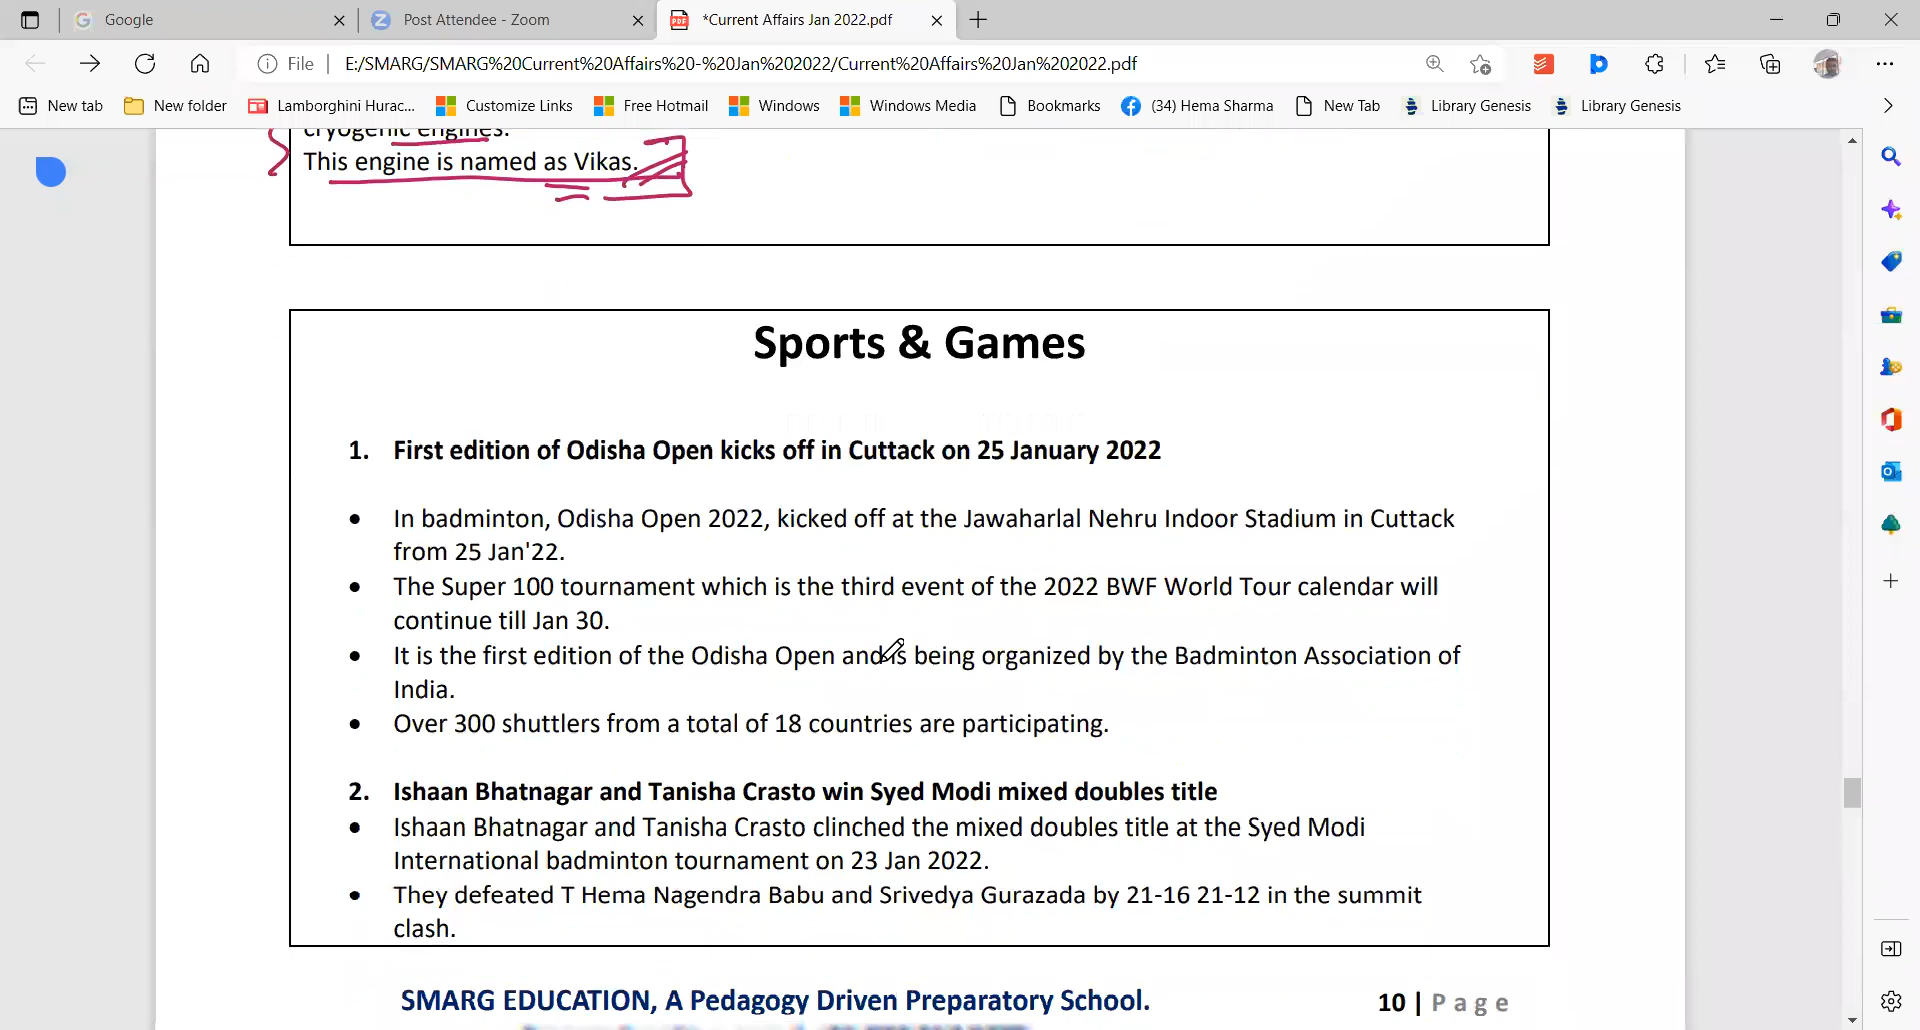 Google
Post Attendee - Zoom
*Current Affairs Jan 2022.pdf
File
E:/SMARG/SMARG%20Current%20Affairs%20-%20Jan%202022/Current%20Affairs%20Jan%202022.pdf
New tab
New folder
Lamborghini Hurac...
Customize Links
Free Hotmail
Windows
Windows Media
Bookmarks
(34) Hema Sharma
New Tab
Library Genesis
Library Genesis
cryogenic engines.
This engine is named as Vikas.
Sports & Games
1. First edition of Odisha Open kicks off in Cuttack on 25 January 2022
• In badminton, Odisha Open 2022, kicked off at the Jawaharlal Nehru Indoor Stadium in Cuttack
from 25 Jan'22.
• The Super 100 tournament which is the third event of the 2022 BWF World Tour calendar will
continue till Jan 30.
• It is the first edition of the Odisha Open and is being organized by the Badminton Association of
India.
• Over 300 shuttlers from a total of 18 countries are participating.
2. Ishaan Bhatnagar and Tanisha Crasto win Syed Modi mixed doubles title
• Ishaan Bhatnagar and Tanisha Crasto clinched the mixed doubles title at the Syed Modi
International badminton tournament on 23 Jan 2022.
• They defeated T Hema Nagendra Babu and Srivedya Gurazada by 21-16 21-12 in the summit
clash.
SMARG EDUCATION, A Pedagogy Driven Preparatory School.
10 | Page